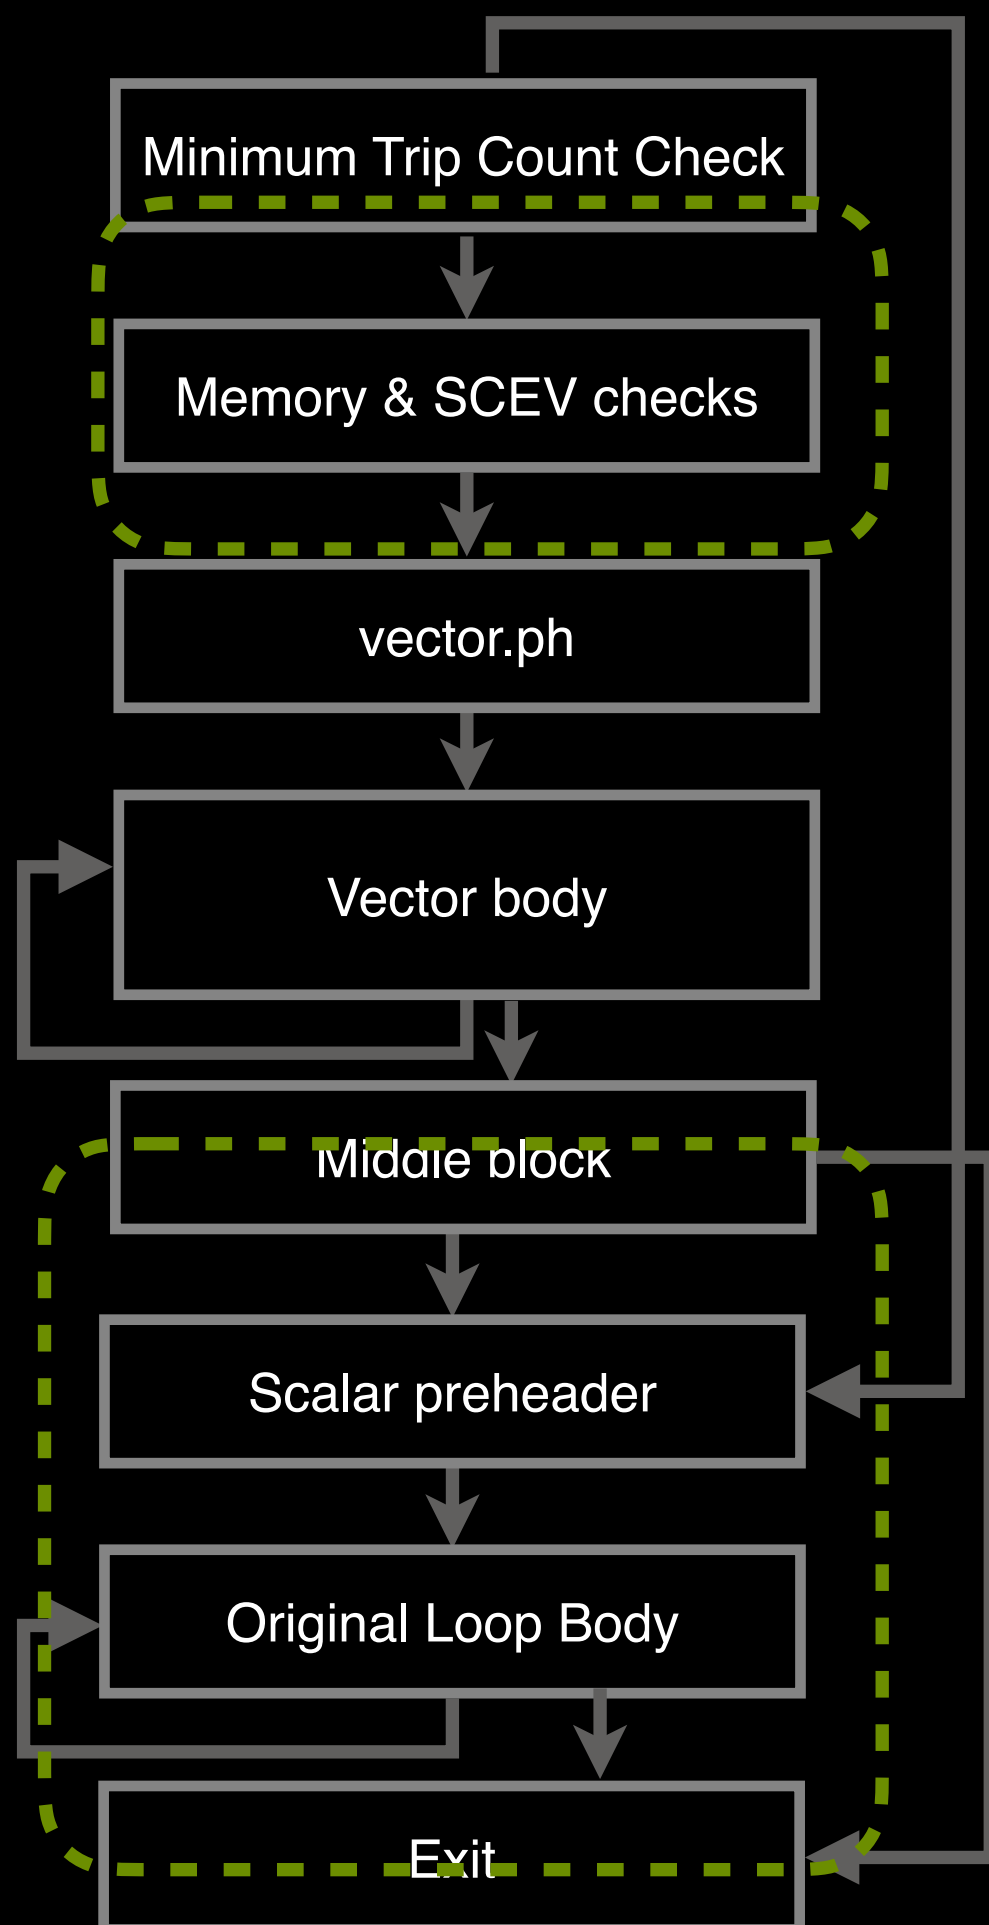 Minimum Trip Count Check
Memory & SCEV checks
vector.ph
Vector body
Middle block
Scalar preheader
Original Loop Body
Exit